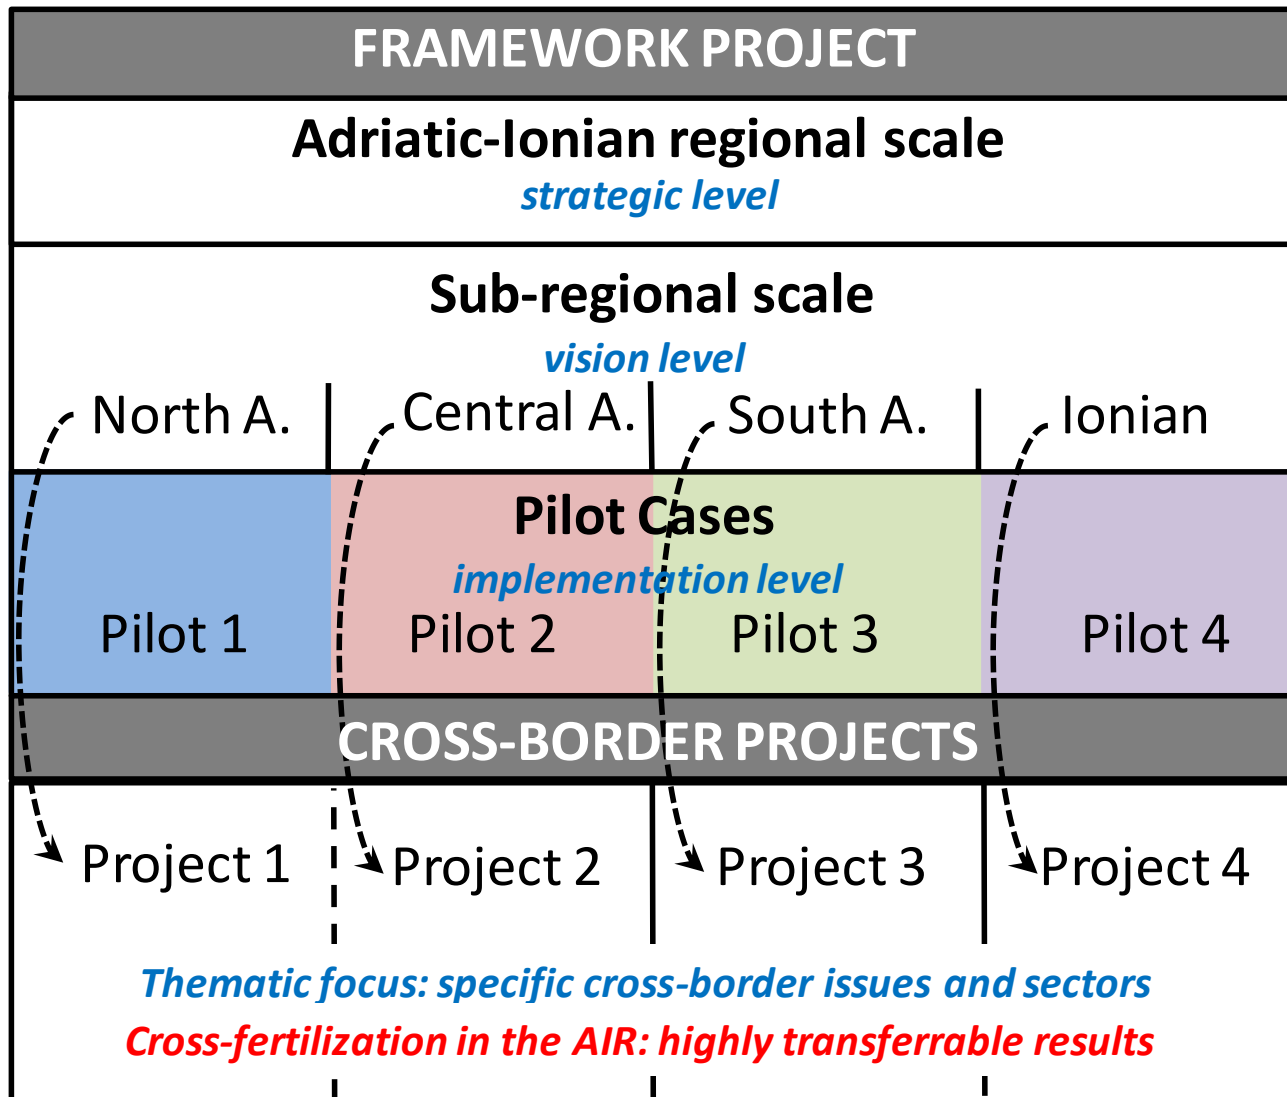 FRAMEWORK PROJECT
Adriatic-Ionian regional scale
strategic level
Sub-regional scale
vision level
North A. Central A. South A. Ionian
Pilot Cases
implementation level
Pilot 1 Pilot 2 Pilot 3 Pilot 4
CROSS-BORDER PROJECTS
Project 1 Project 2 Project 3 Project 4
Thematic focus: specific cross-border issues and sectors
Cross-fertilization in the AIR: highly transferrable results